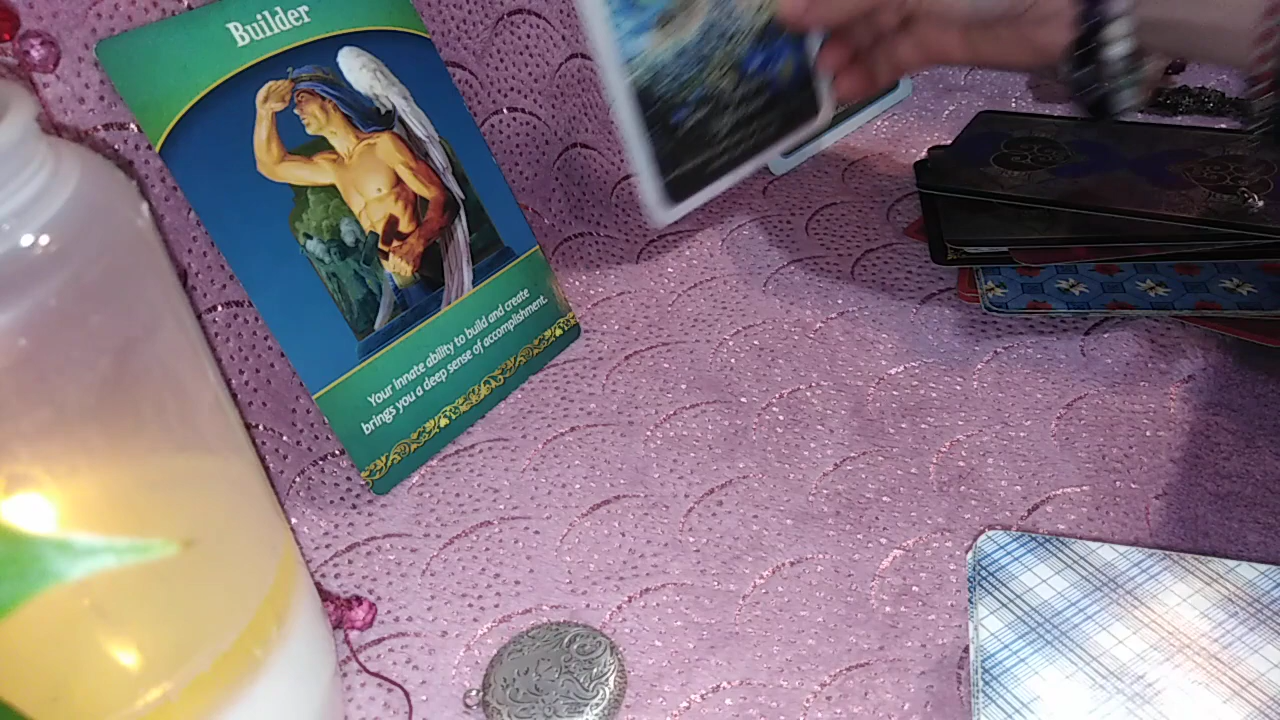 Builder
Your innate ability to build and create
brings you a deep sense of accomplishment.